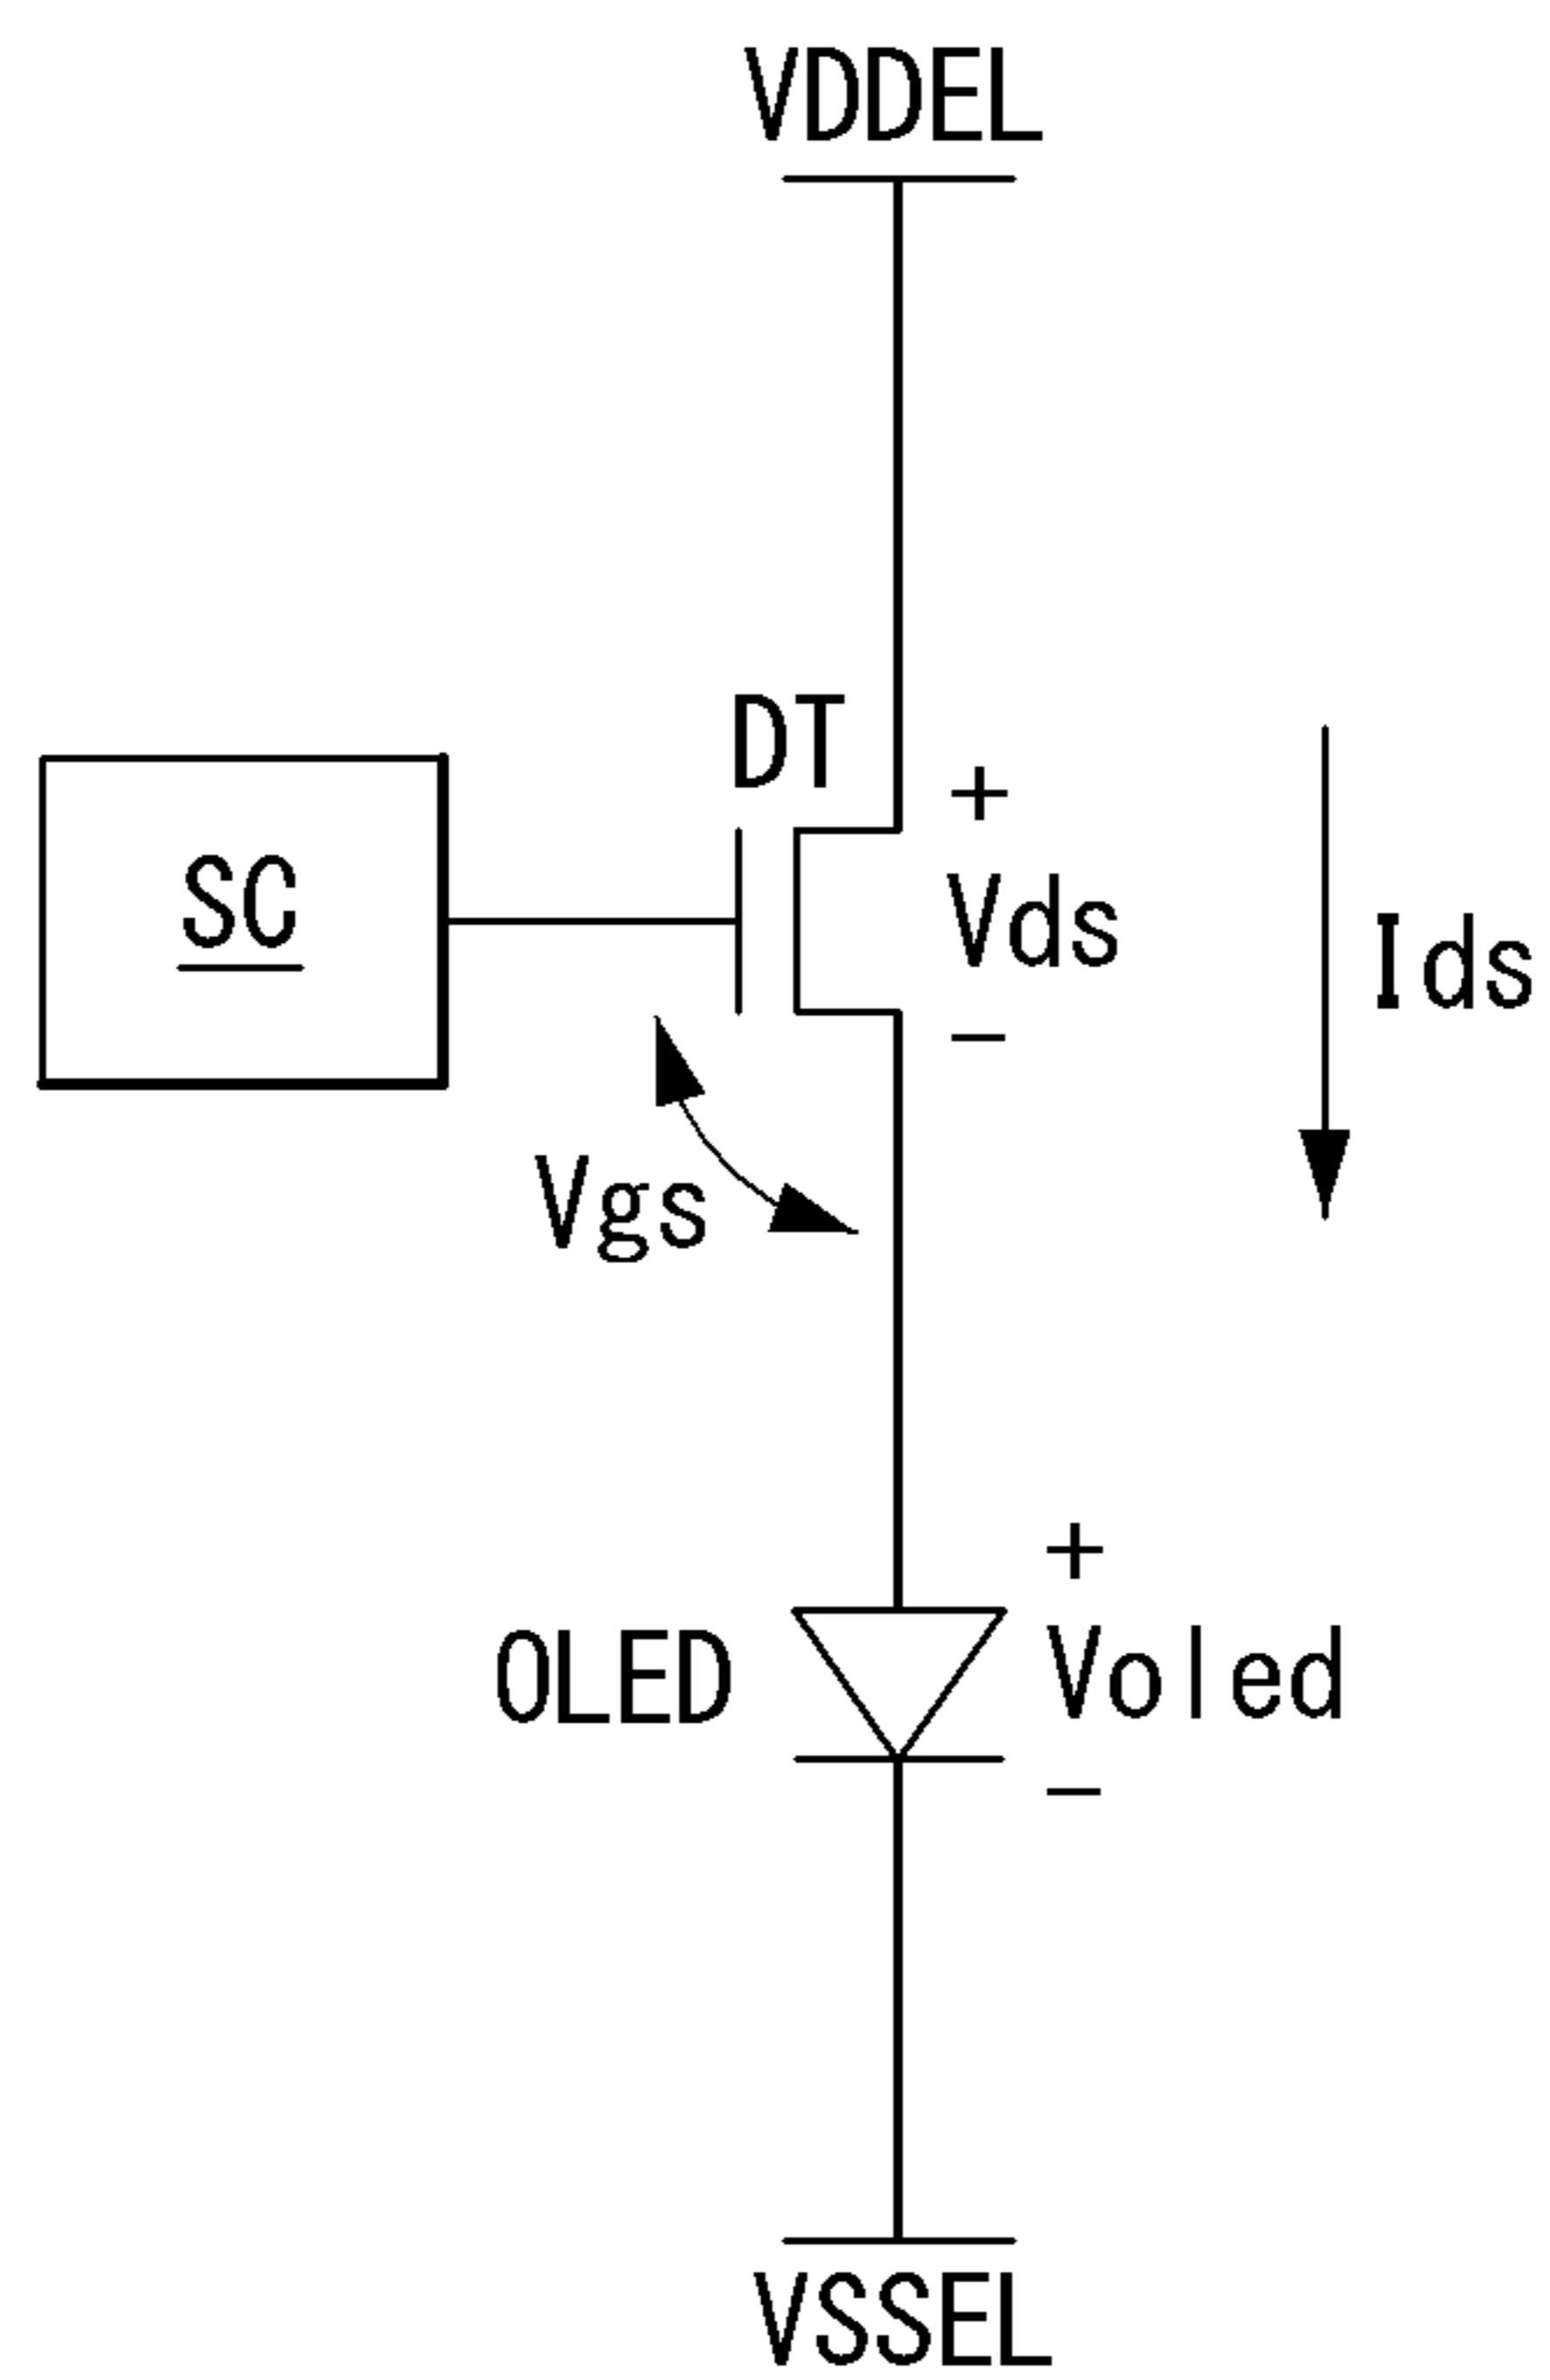 VDDEL
DT
+
SC
Vds
Ids
-
Vgs
+
OLED
Voled
-
VSSEL